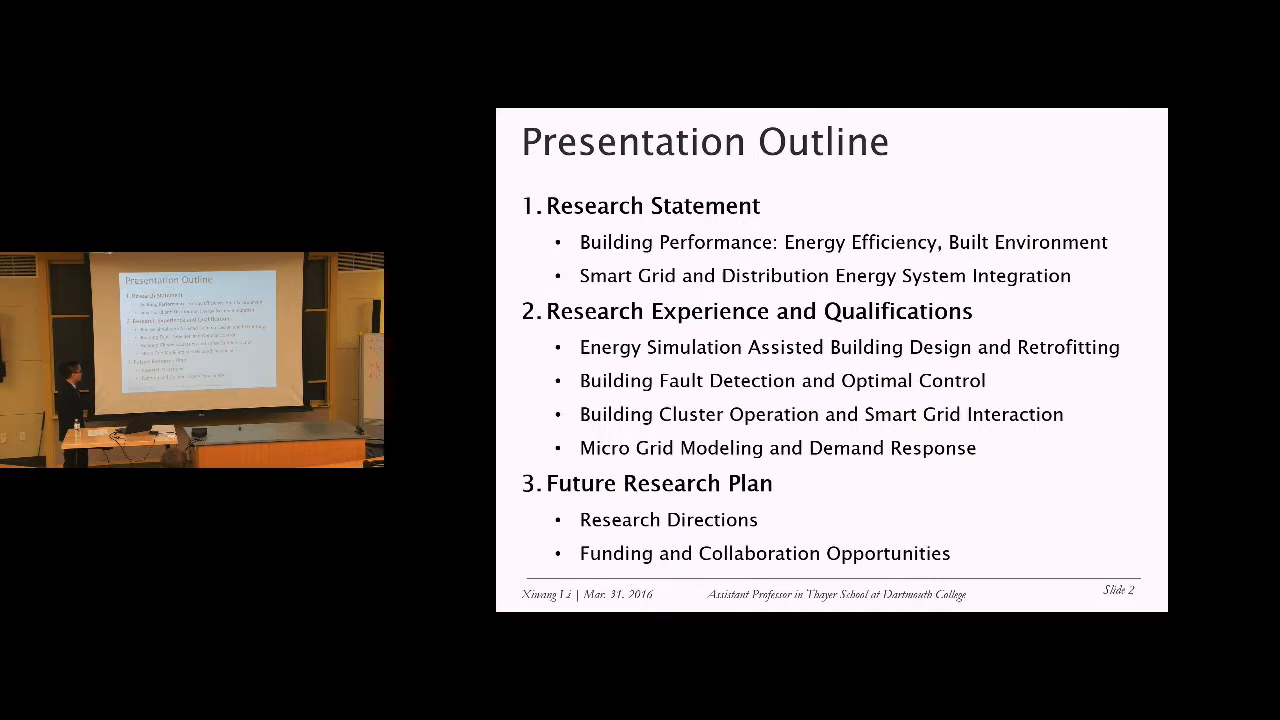 Presentation Outline
1. Research Statement
• Building Performance: Energy Efficiency, Built Environment
• Smart Grid and Distribution Energy System Integration
2. Research Experience and Qualifications
• Energy Simulation Assisted Building Design and Retrofitting
• Building Fault Detection and Optimal Control
• Building Cluster Operation and Smart Grid Interaction
• Micro Grid Modeling and Demand Response
3. Future Research Plan
• Research Directions
• Funding and Collaboration Opportunities
Xiwang Li | Mar. 31. 2016 Assistant Professor in Thayer School at Dartmouth College Slide 2
Presentation Outline